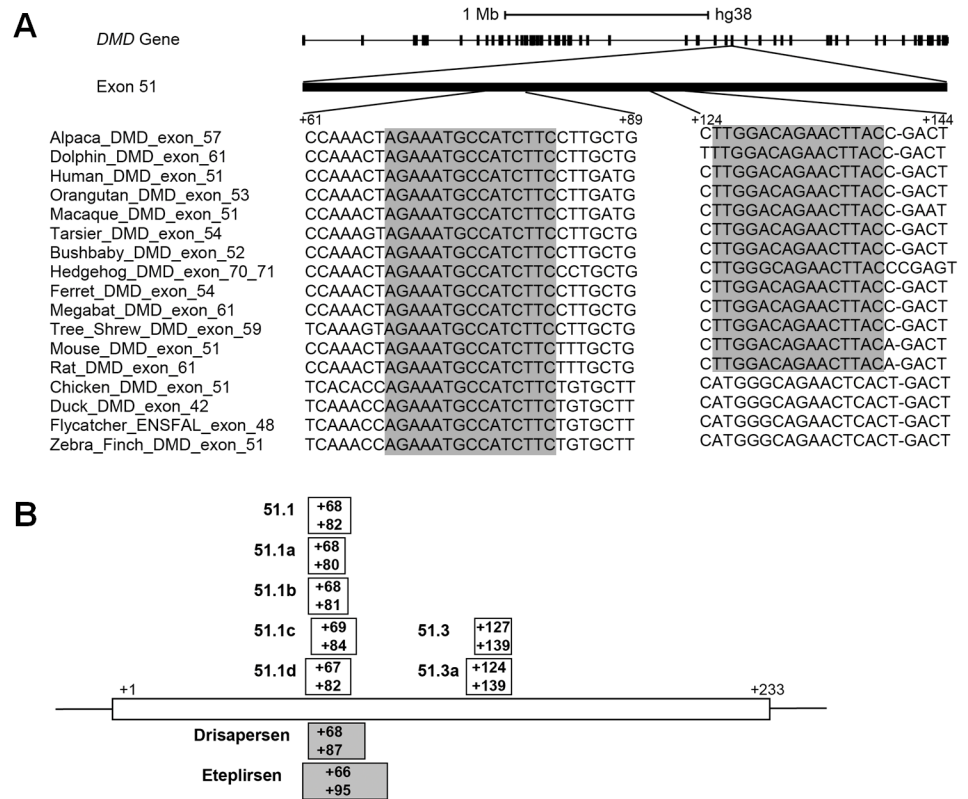 A
1 Mb hg38
DMD Gene
Exon 51
+61 +89 +124 +144
Alpaca_DMD_exon_57 CCAAACTAGAAATGCCATCTTCCTTGCTG CTTGGACAGAACTTACC-GACT
Dolphin_DMD_exon_61 CCAAACTAGAAATGCCATCTTCCTTGCTG TTTGGACAGAACTTACC-GACT
Human_DMD_exon_51 CCAAACTAGAAATGCCATCTTCCTTGATG CTTGGACAGAACTTACC-GACT
Orangutan_DMD_exon_53 CCAAACTAGAAATGCCATCTTCCTTGATG CTTGGACAGAACTTACC-GACT
Macaque_DMD_exon_51 CCAAACTAGAAATGCCATCTTCCTTGATG CTTGGACAGAACTTACC-GAAT
Tarsier_DMD_exon_54 CCAAACTAGAAATGCCATCTTCCTTGCTG CTTGGACAGAACTTACC-GACT
Bushbaby_DMD_exon_52 CCAAACTAGAAATGCCATCTTCCTTGCTG CTTGGACAGAACTTACC-GACT
Hedgehog_DMD_exon_70_71 CCAAACTAGAAATGCCATCTTCCCTGCTG CTTGGGCAGAACTTACCCGAGT
Ferret_DMD_exon_54 CCAAACTAGAAATGCCATCTTCCTTGCTG CTTGGACAGAACTTACC-GACT
Megabat_DMD_exon_61 CCAAACTAGAAATGCCATCTTCCTTGCTG CTTGGACAGAACTTACC-GACT
Tree_Shrew_DMD_exon_59 TCAAAGTAGAAATGCCATCTTCCTTGCTG CTTGGACAGAACTTACC-GACT
Mouse_DMD_exon_51 CCAAACTAGAAATGCCATCTTCTTTGCTG CTTGGACAGAACTTACA-GACT
Rat_DMD_exon_61 CCAAACTAGAAATGCCATCTTCTTTGCTG CTTGGACAGAACTTACA-GACT
Chicken_DMD_exon_51 TCACACCAGAAATGCCATCTTCTGTGCTT CATGGGCAGAACTCACT-GACT
Duck_DMD_exon_42 TCAAACCAGAAATGCCATCTTCTGTGCTT CATGGGCAGAACTCACT-GACT
Flycatcher_ENSFAL_exon_48 TCAAACCAGAAATGCCATCTTCTGTGCTT CATGGGCAGAACTCACT-GACT
Zebra_Finch_DMD_exon_51 TCAAACCAGAAATGCCATCTTCTGTGCTT CATGGGCAGAACTCACT-GACT
B
51.1 +68
+82
51.1a +68
+80
51.1b +68
+81
51.1c +69
+84
51.3 +127
+139
51.1d +67
+82
51.3a +124
+139
+1 +233
Drisapersen +68
+87
Eteplirsen +66
+95